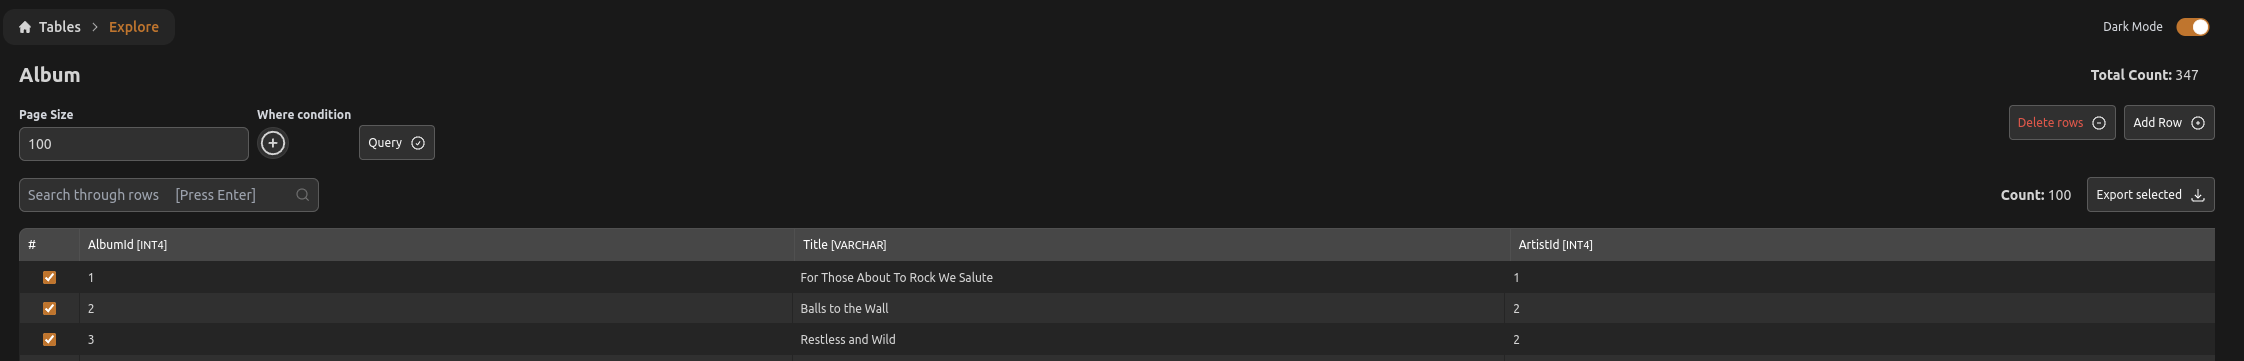 Tables > Explore
Dark Mode
Album
Total Count: 347
Page Size
Where condition
100
Query
Delete rows
Add Row
Search through rows [Press Enter]
Count: 100
Export selected
# AlbumId [INT4] Title [VARCHAR] ArtistId [INT4]
1 For Those About To Rock We Salute 1
2 Balls to the Wall 2
3 Restless and Wild 2